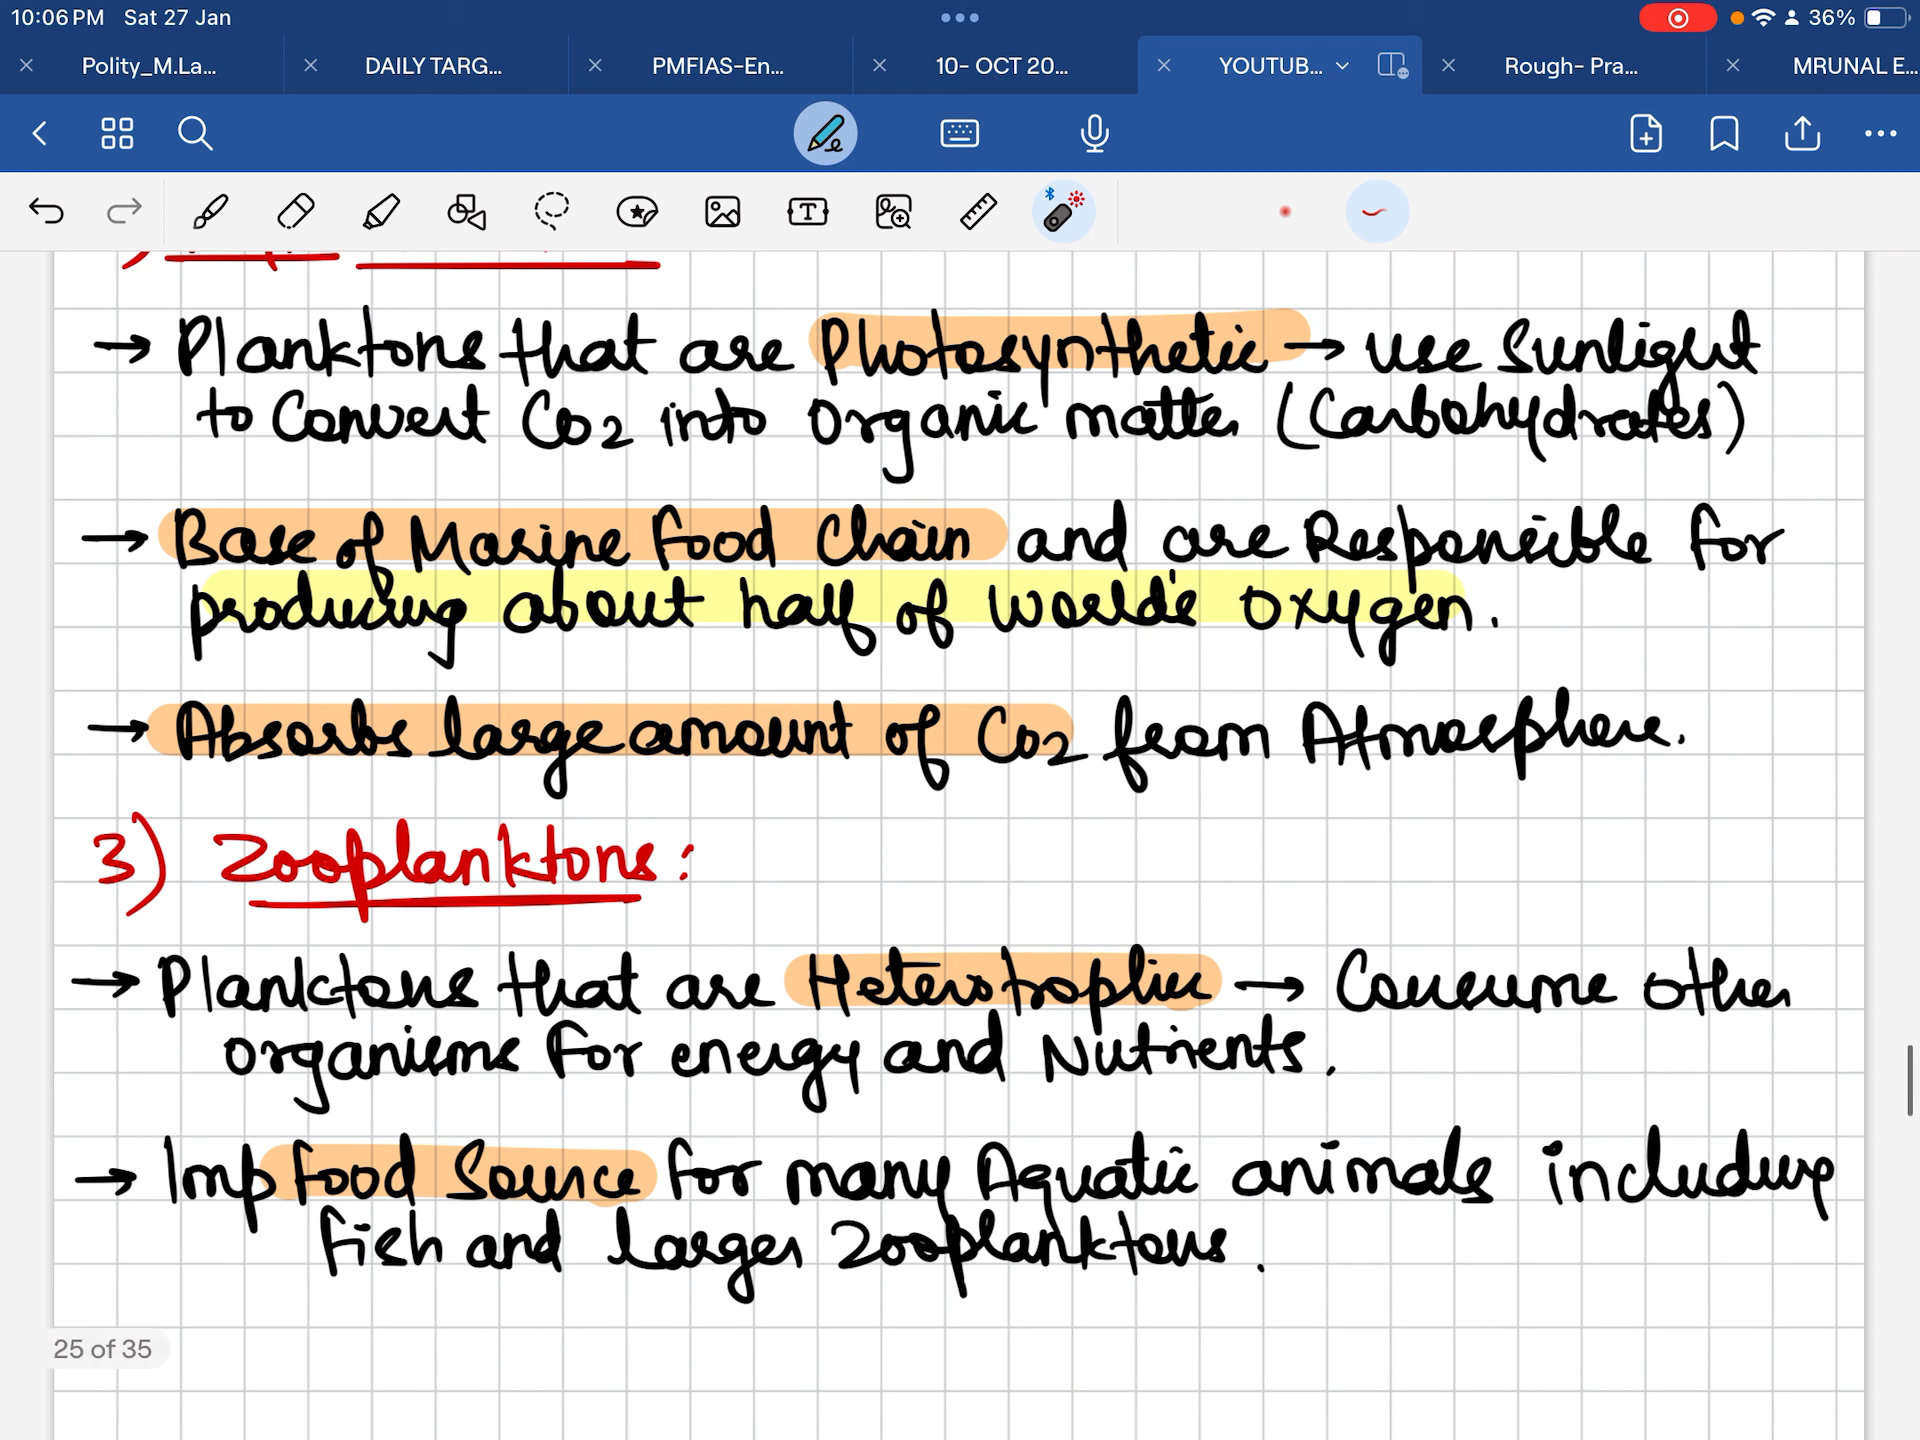 10:06 PM Sat 27 Jan
36%
Polity_M.La...
DAILY TARG...
PMFIAS-En...
10- OCT 20...
YOUTUB...
Rough- Pra...
MRUNAL E...
→ Planktons that are Photosynthetic → use Sunlight
to Convert CO2 into Organic matter (Carbohydrates)
→ Base of Marine Food Chain and are Responsible for
producing about half of world's oxygen.
→ Absorbs large amount of CO2 from Atmosphere.
3) Zooplanktons:
→ Planktons that are Heterotrophic → Consume other
organisms for energy and Nutrients.
→ Imp food Source for many Aquatic animals including
fish and larger Zooplanktons.
25 of 35